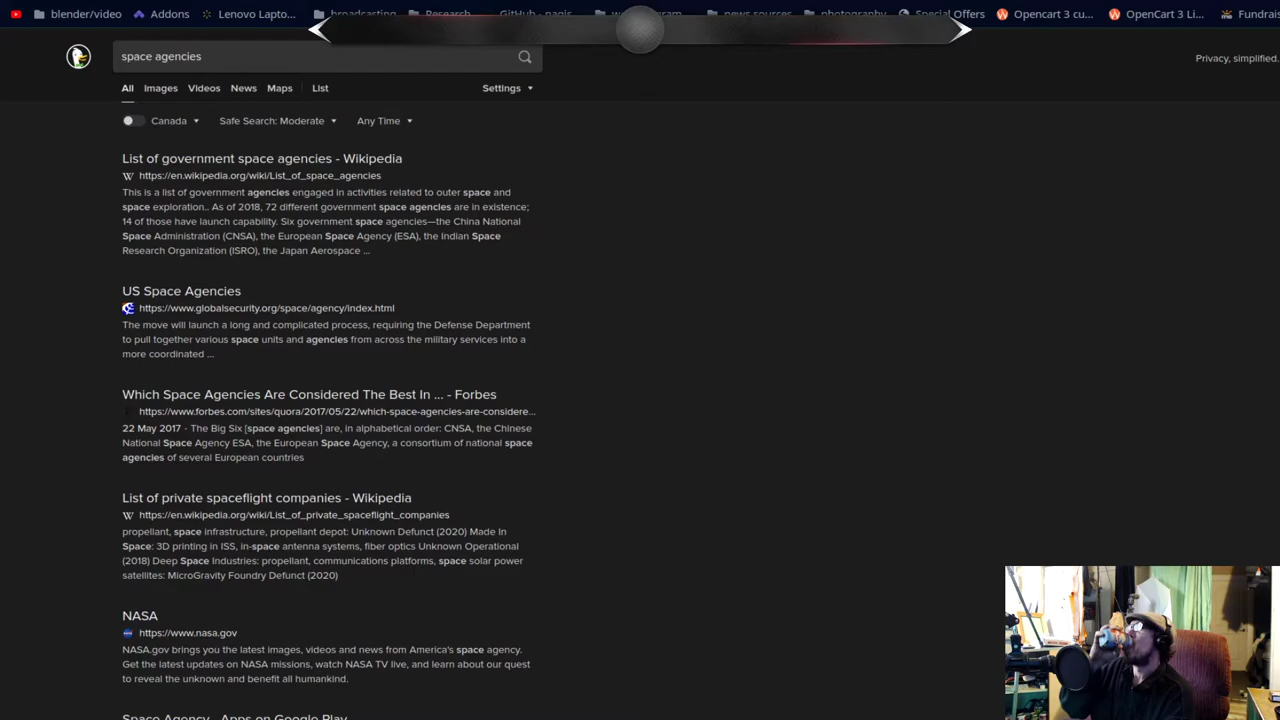 blender/video
Addons
Lenovo Lapto...
broadcasting
Research
GitHub - nagis
news sources
photography
Special Offers
Opencart 3 cu...
OpenCart 3 Li...
Fundrais
space agencies
Privacy, simplified.
All
Images
Videos
News
Maps
List
Settings
Canada
Safe Search: Moderate
Any Time
List of government space agencies - Wikipedia
https://en.wikipedia.org/wiki/List_of_space_agencies
This is a list of government agencies engaged in activities related to outer space and
space exploration.. As of 2018, 72 different government space agencies are in existence;
14 of those have launch capability. Six government space agencies—the China National
Space Administration (CNSA), the European Space Agency (ESA), the Indian Space
Research Organization (ISRO), the Japan Aerospace ...
US Space Agencies
https://www.globalsecurity.org/space/agency/index.html
The move will launch a long and complicated process, requiring the Defense Department
to pull together various space units and agencies from across the military services into a
more coordinated ...
Which Space Agencies Are Considered The Best In ... - Forbes
https://www.forbes.com/sites/quora/2017/05/22/which-space-agencies-are-considere...
22 May 2017 · The Big Six [space agencies] are, in alphabetical order: CNSA, the Chinese
National Space Agency ESA, the European Space Agency, a consortium of national space
agencies of several European countries
List of private spaceflight companies - Wikipedia
https://en.wikipedia.org/wiki/List_of_private_spaceflight_companies
propellant, space infrastructure, propellant depot: Unknown Defunct (2020) Made In
Space: 3D printing in ISS, in-space antenna systems, fiber optics Unknown Operational
(2018) Deep Space Industries: propellant, communications platforms, space solar power
satellites: MicroGravity Foundry Defunct (2020)
NASA
https://www.nasa.gov
NASA.gov brings you the latest images, videos and news from America's space agency.
Get the latest updates on NASA missions, watch NASA TV live, and learn about our quest
to reveal the unknown and benefit all humankind.
Space Agency - Apps on Google Play